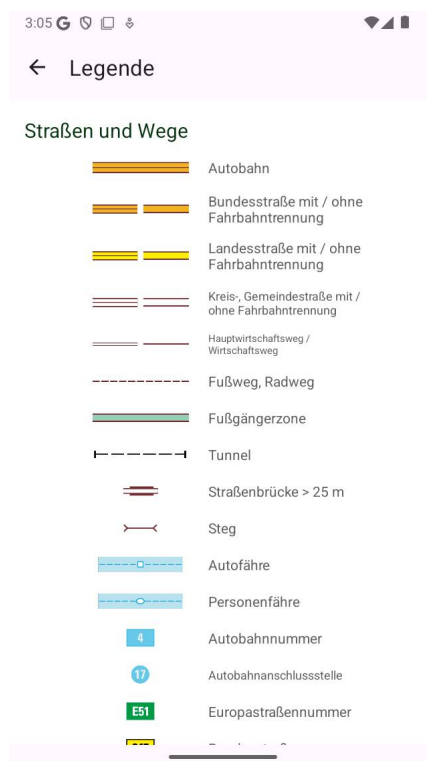 3:05
Legende
Straßen und Wege
Autobahn
Bundesstraße mit / ohne
Fahrbahntrennung
Landesstraße mit / ohne
Fahrbahntrennung
Kreis-, Gemeindestraße mit /
ohne Fahrbahntrennung
Hauptwirtschaftsweg /
Wirtschaftsweg
Fußweg, Radweg
Fußgängerzone
Tunnel
Straßenbrücke > 25 m
Steg
Autofähre
Personenfähre
4 Autobahnnummer
17 Autobahnanschlussstelle
E51 Europastraßennummer